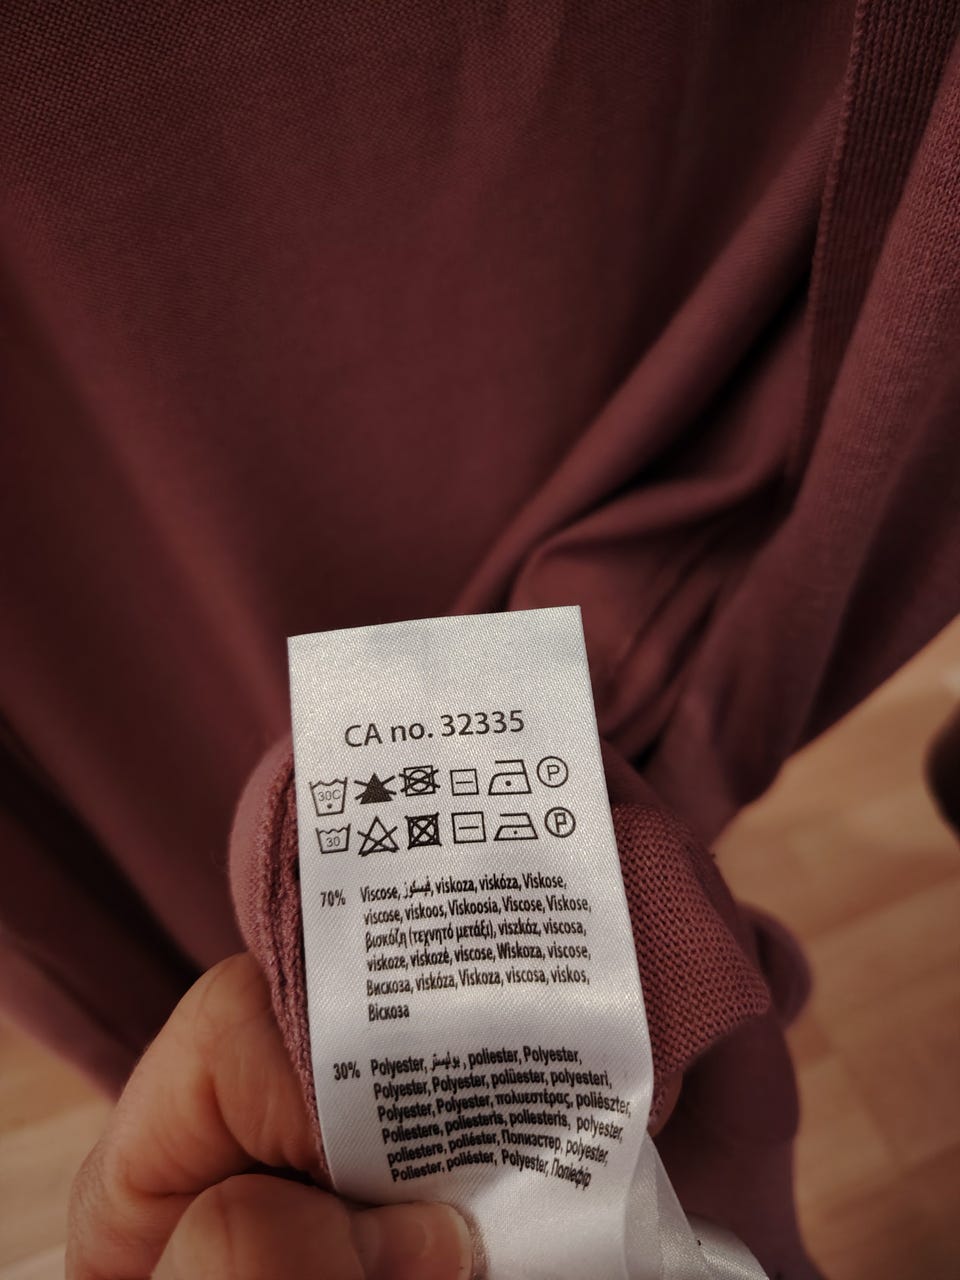 CA no. 32335
30C P
30 P
70% Viscose, فيسكوز, viskoza, viskóza, Viskose,
viscose, viskoos, Viskoosia, Viscose, Viskose,
βισκόζη (τεχνητό μετάξι), viszkóz, viscosa,
viskoze, viskozė, viscose, Wiskoza, viscose,
Вискоза, viskóza, Viskoza, viscosa, viskos,
Віскоза
30% Polyester, بوليستر, poliester, Polyester,
Polyester, Polyester, polüester, polyesteri,
Polyester, Polyester, πολυεστέρας, poliészter,
Poliestere, poliesteris, poliesteris, polyester,
poliestere, poliéster, Полиастер, polyester,
Poliester, poliéster, Polyester, Поліефір